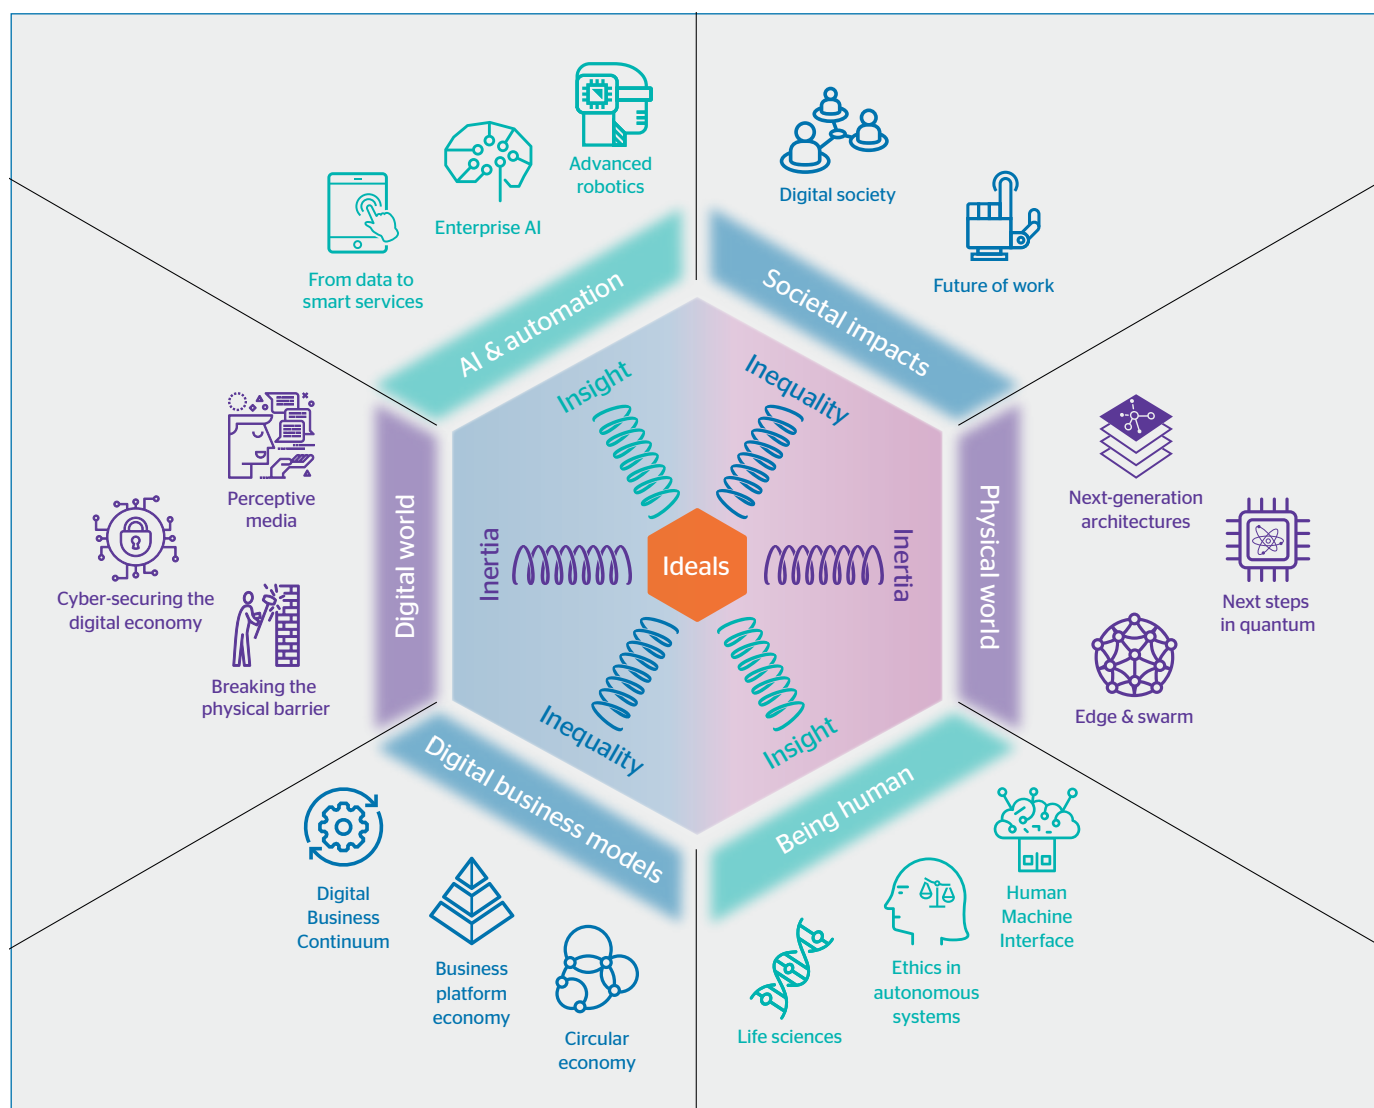 Advanced
robotics
Enterprise AI
From data to
smart services
AI & automation
Digital society
Future of work
Societal impacts
Perceptive
media
Cyber-securing the
digital economy
Breaking the
physical barrier
Digital world
Insight
Inequality
Inertia
Ideals
Inertia
Inequality
Insight
Physical world
Next-generation
architectures
Next steps
in quantum
Edge & swarm
Digital business models
Digital
Business
Continuum
Business
platform
economy
Circular
economy
Being human
Human
Machine
Interface
Ethics in
autonomous
systems
Life sciences